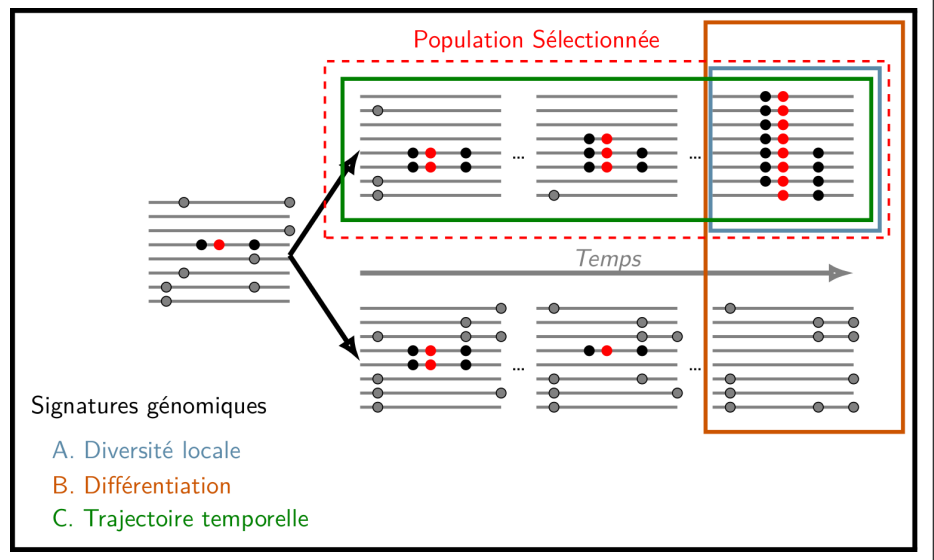 Population Sélectionnée
...
...
Temps
...
...
Signatures génomiques
A. Diversité locale
B. Différentiation
C. Trajectoire temporelle